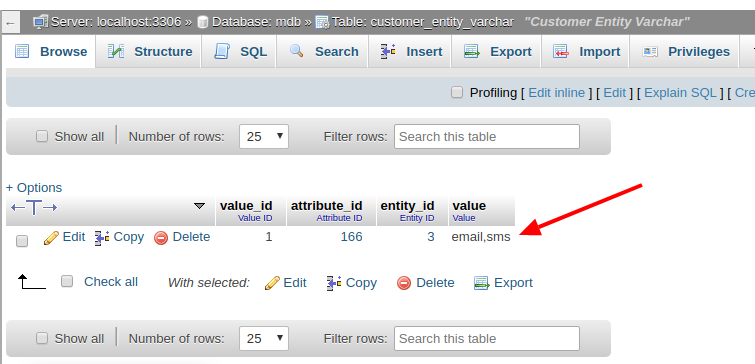 Server: localhost:3306 » Database: mdb » Table: customer_entity_varchar "Customer Entity Varchar"
Browse Structure SQL Search Insert Export Import Privileges
Profiling [ Edit inline ] [ Edit ] [ Explain SQL ] [ Cre
Show all Number of rows: 25 Filter rows: Search this table
+ Options
value_id attribute_id entity_id value
Value ID Attribute ID Entity ID Value
Edit Copy Delete 1 166 3 email,sms
Check all With selected: Edit Copy Delete Export
Show all Number of rows: 25 Filter rows: Search this table